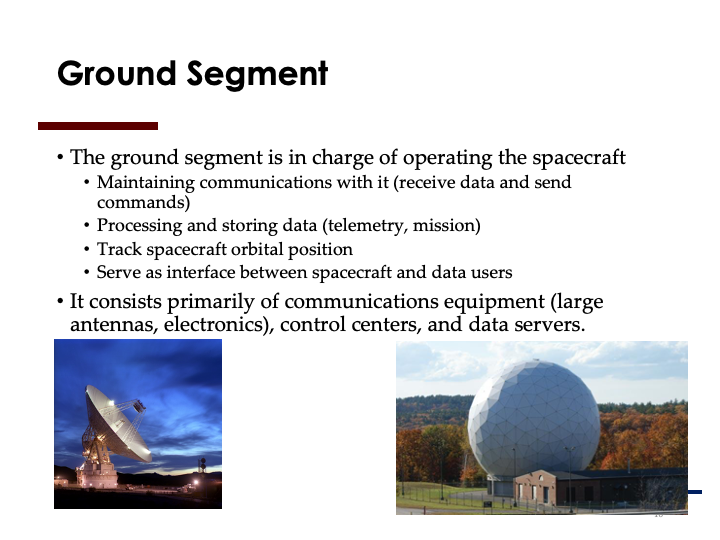 Ground Segment
• The ground segment is in charge of operating the spacecraft
• Maintaining communications with it (receive data and send
commands)
• Processing and storing data (telemetry, mission)
• Track spacecraft orbital position
• Serve as interface between spacecraft and data users
• It consists primarily of communications equipment (large
antennas, electronics), control centers, and data servers.